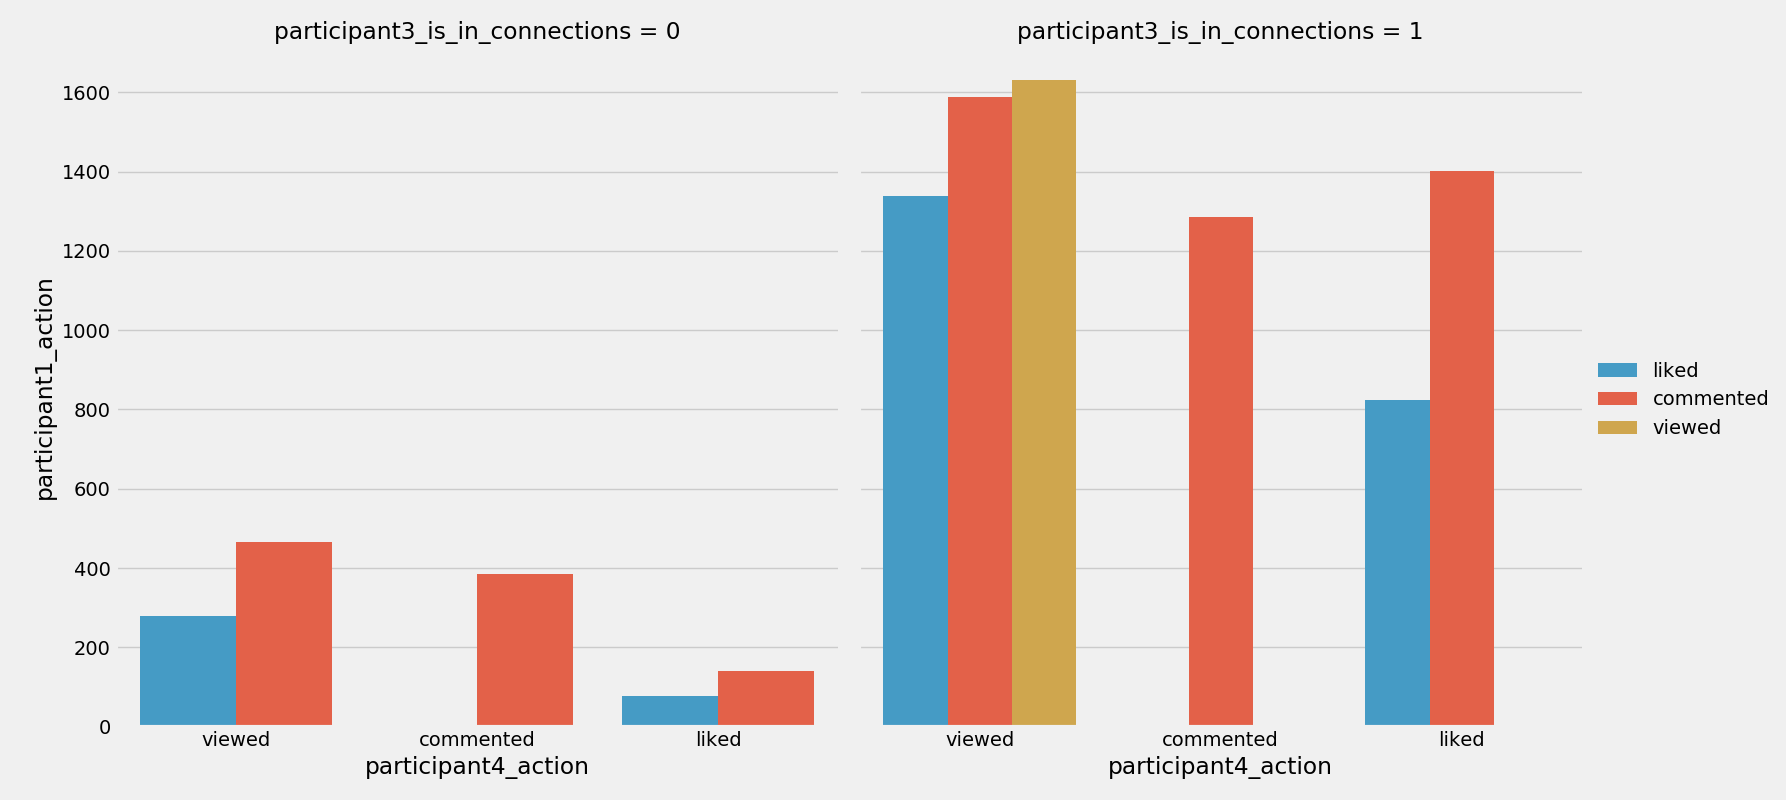 participant3_is_in_connections = 0
participant3_is_in_connections = 1
participant1_action
1600
1400
1200
1000
800
600
400
200
0
viewed
commented
liked
participant4_action
viewed
commented
liked
participant4_action
liked
commented
viewed